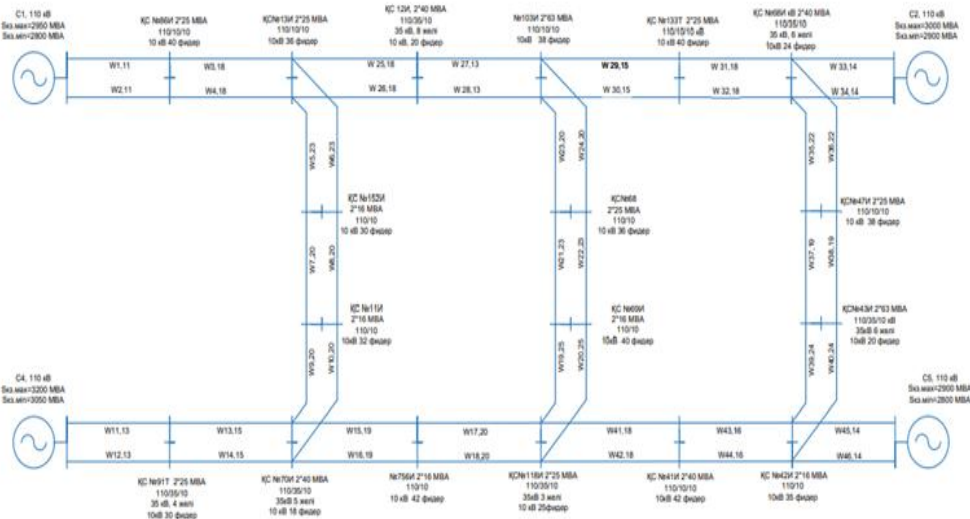 С1, 110 кВ
Sкз.мах=2950 МВА
Sкз.мин=2800 МВА
ҚС №86И 2*25 МВА
110/10/10
10 кВ 40 фидер
ҚС№13И 2*25 МВА
110/10/10
10кВ 36 фидер
ҚС 12И, 2*40 МВА
110/35/10
35 кВ, 8 желі
10 кВ, 20 фидер
№103И 2*63 МВА
110/10/10
10кВ 38 фидер
ҚС №133Т 2*25 МВА
110/10/10 кВ
10 кВ 40 фидер
2*40 МВА
110/35/10
35 кВ, 6 желі
10кВ 24 фидер
С2, 110 кВ
Sкз.мах=3000 МВА
Sкз.мин=2900 МВА
W1,11
W3,18
W 25,18
W 27,13
W 29,15
W 31,18
W 33,14
W2,11
W4,18
W 26,18
W 28,13
W 30,15
W 32,18
W 34,14
W5,23
W6,23
W23,20
W24,20
W35,22
W36,22
ҚС №152И
2*16 МВА
110/10
10 кВ 30 фидер
ҚС№68
2*25 МВА
110/10
10 кВ 36 фидер
ҚС№47И 2*25 МВА
110/10/10
10 кВ 38 фидер
W7,20
W8,20
W21,23
W22,23
W37,19
W38,19
ҚС №11И
2*16 МВА
110/10
10кВ 32 фидер
ҚС №69И
2*16 МВА
110/10
10кВ 40 фидер
ҚС№43И 2*63 МВА
110/35/10 кВ
35кВ 6 желі
10кВ 20 фидер
W9,20
W10,20
W19,25
W20,25
W39,24
W40,24
С4, 110 кВ
Sкз.мах=3200 МВА
Sкз.мин=3050 МВА
С5, 110 кВ
Sкз.мах=2900 МВА
Sкз.мин=2800 МВА
W11,13
W13,15
W15,19
W17,20
W41,18
W43,16
W45,14
W12,13
W14,15
W16,19
W18,20
W42,18
W44,16
W46,14
ҚС №91Т 2*25 МВА
110/35/10
35 кВ, 4 желі
10кВ 30 фидер
ҚС №70И 2*40 МВА
110/35/10
35кВ 5 желі
10 кВ 18 фидер
№756И 2*16 МВА
110/10
10 кВ 42 фидер
ҚС№118И 2*25 МВА
110/35/10
35кВ 3 желі
10 кВ 25фидер
ҚС №41И 2*40 МВА
110/10/10
10кВ 42 фидер
ҚС№42И 2*16 МВА
110/10
10кВ 35 фидер